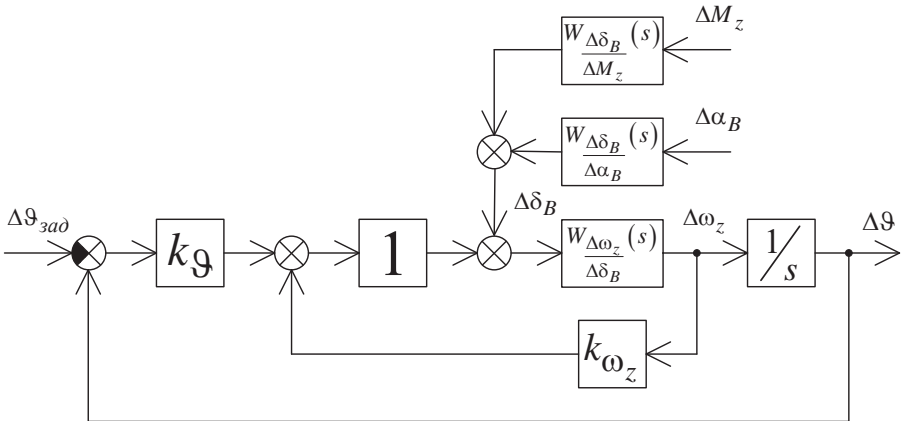 ΔM_z
W_{Δδ_B/ΔM_z}(s)
Δα_B
W_{Δδ_B/Δα_B}(s)
Δϑ_{зад}
k_ϑ
1
Δδ_B
W_{Δω_z/Δδ_B}(s)
Δω_z
1/s
Δϑ
k_{ω_z}